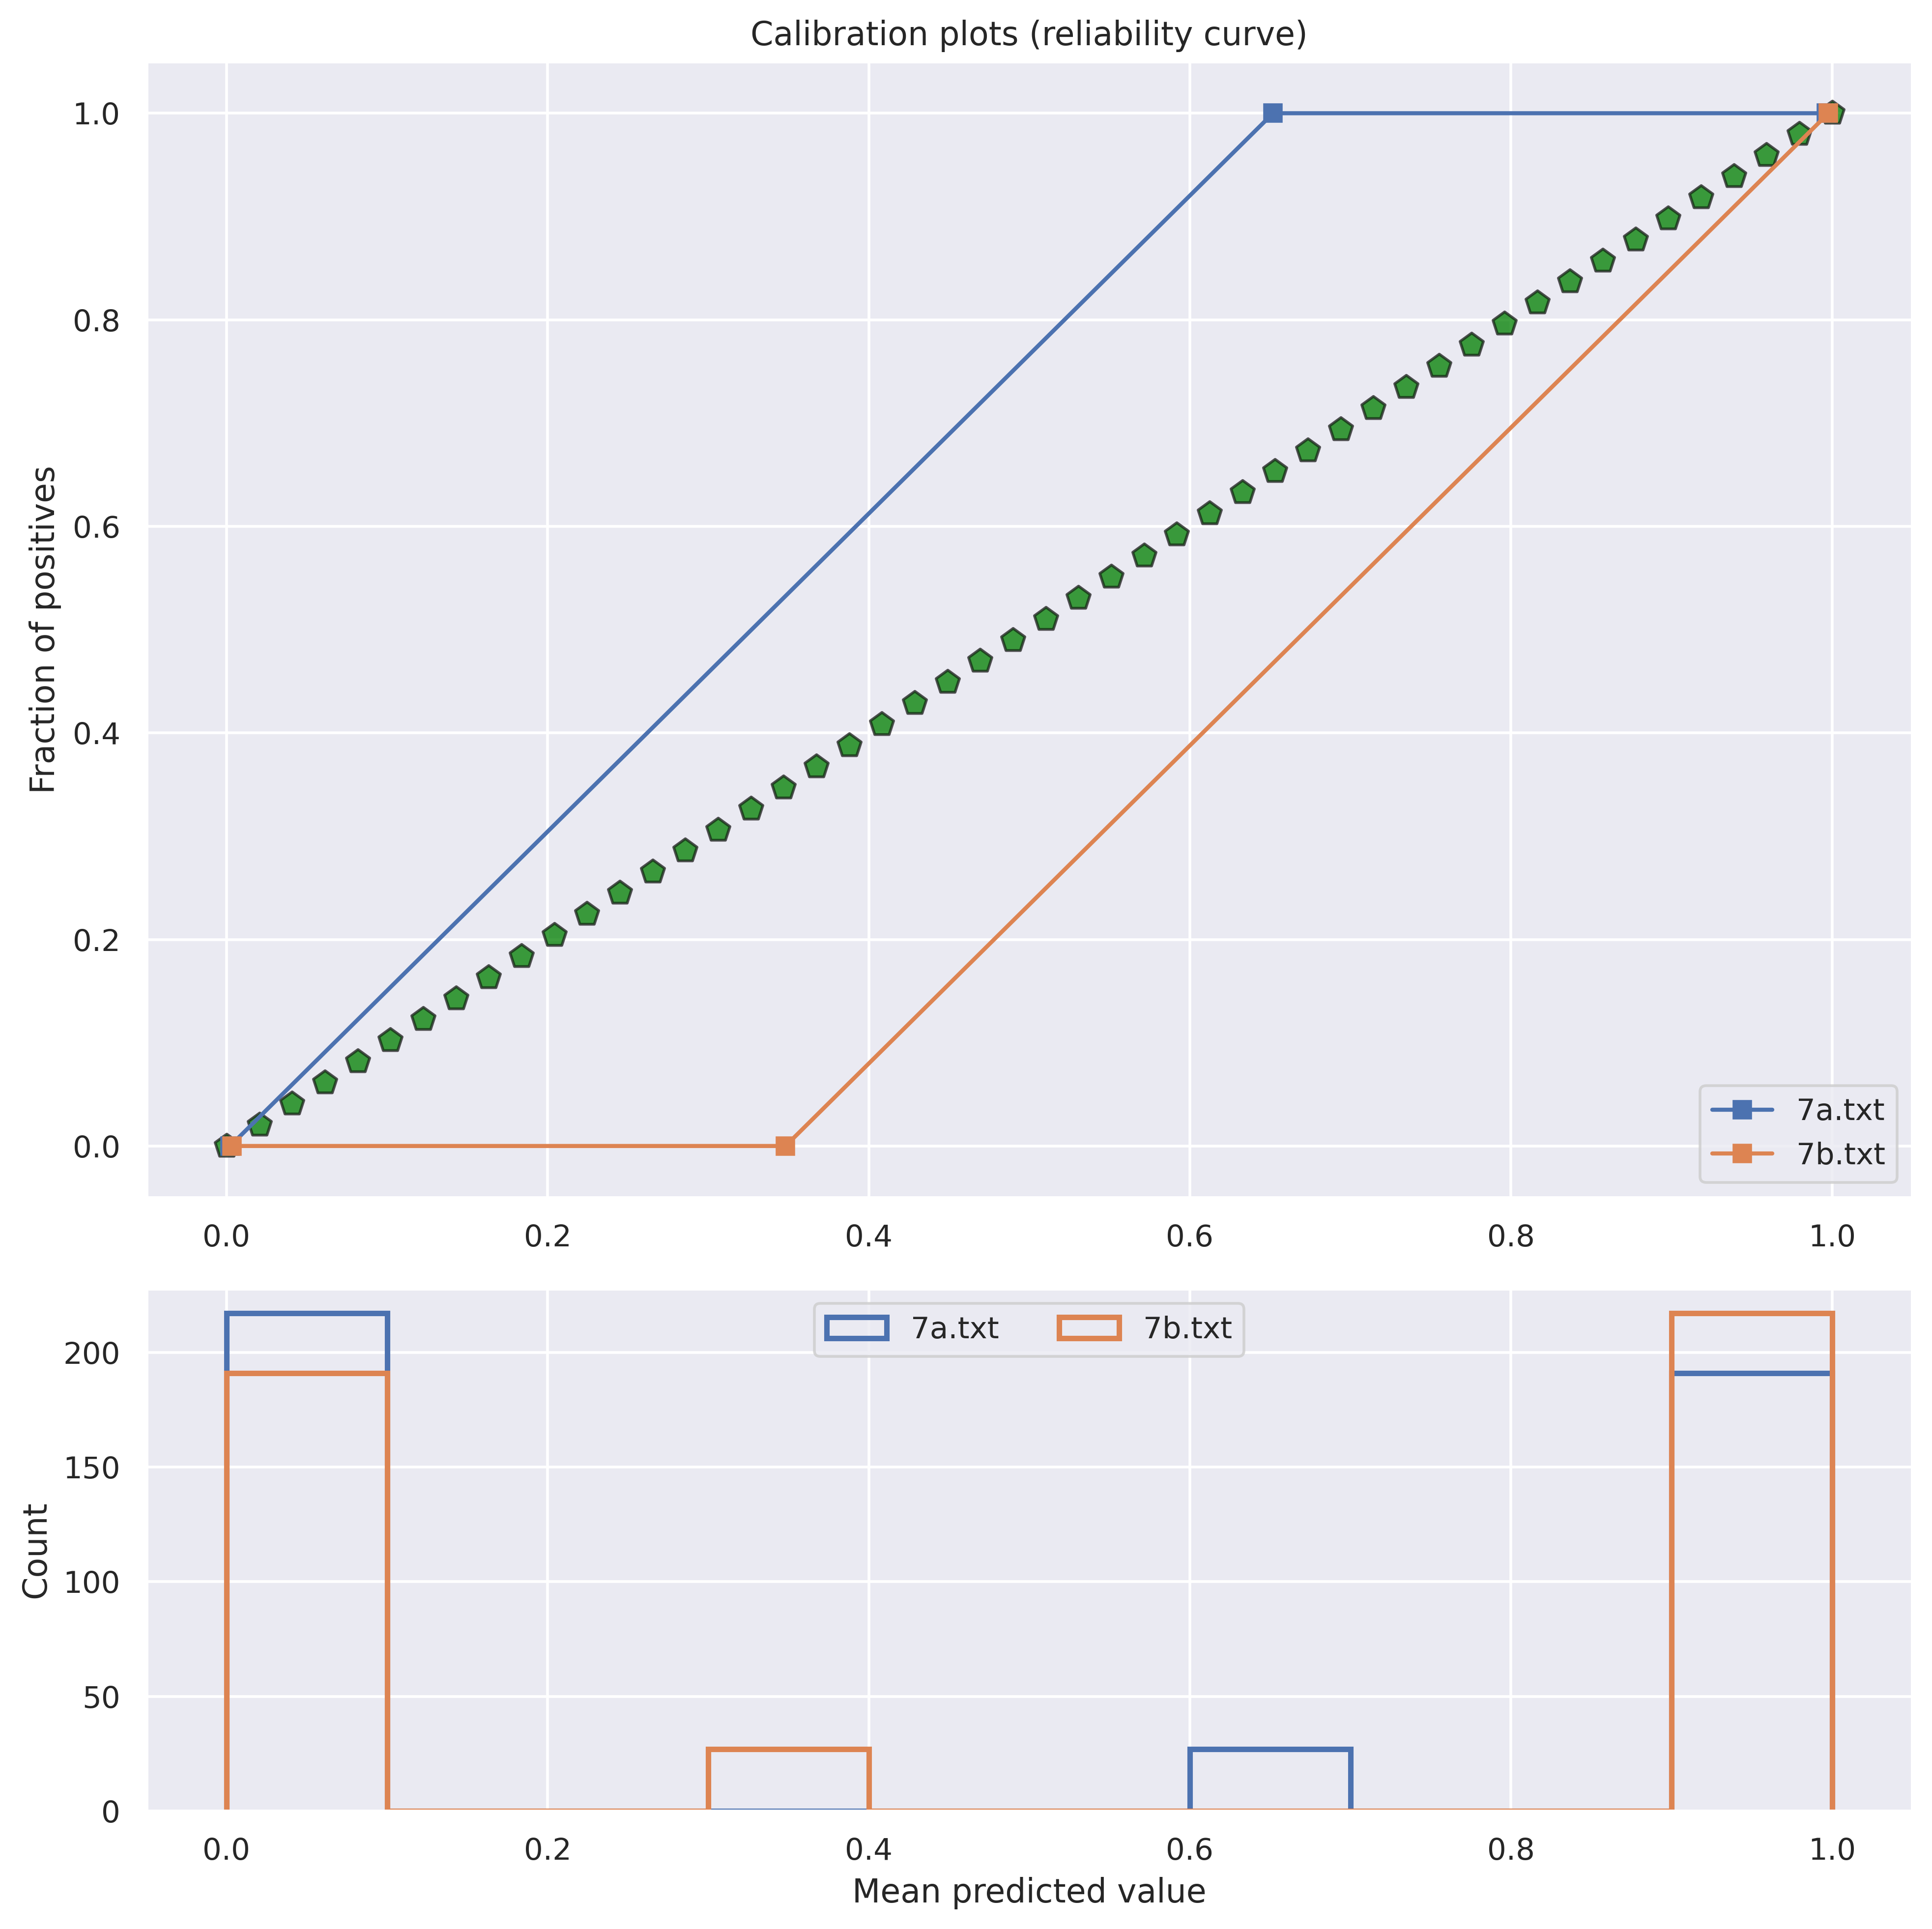 Calibration plots (reliability curve)
1.0
0.8
0.6
0.4
0.2
0.0
Fraction of positives
7a.txt
7b.txt
0.0 0.2 0.4 0.6 0.8 1.0
7a.txt 7b.txt
200
150
100
50
0
Count
0.0 0.2 0.4 0.6 0.8 1.0
Mean predicted value